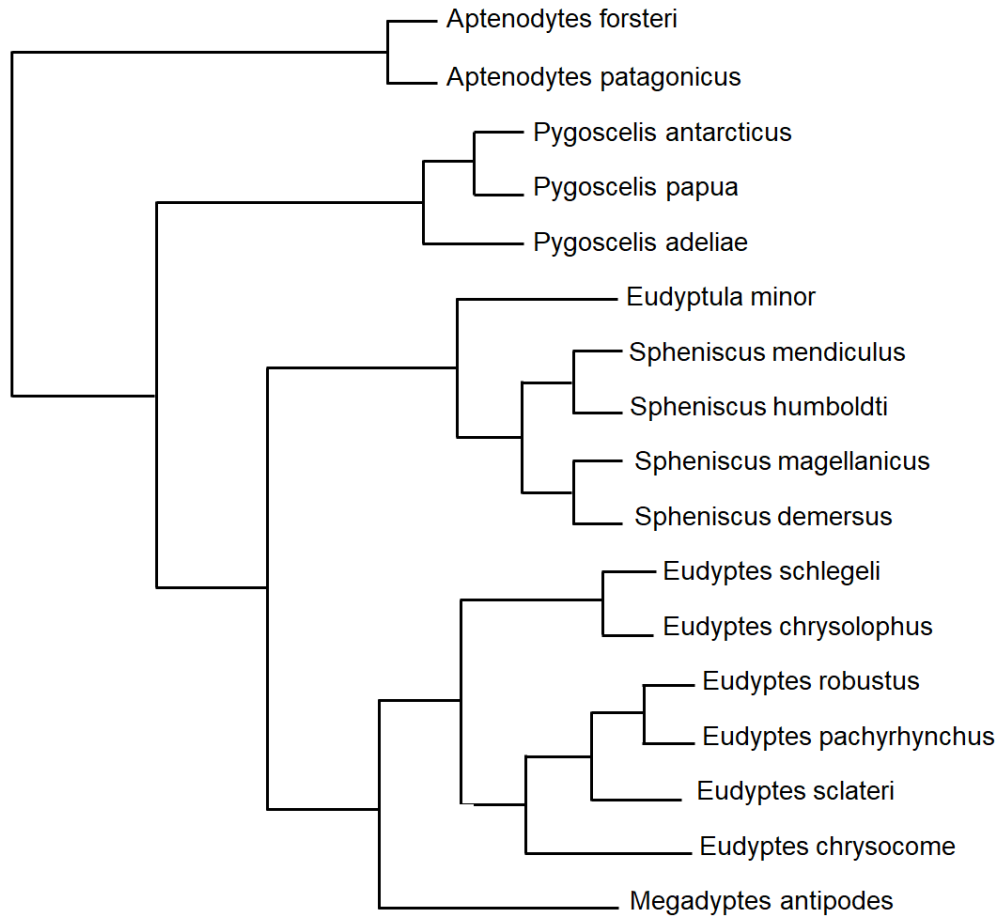 Aptenodytes forsteri
Aptenodytes patagonicus
Pygoscelis antarcticus
Pygoscelis papua
Pygoscelis adeliae
Eudyptula minor
Spheniscus mendiculus
Spheniscus humboldti
Spheniscus magellanicus
Spheniscus demersus
Eudyptes schlegeli
Eudyptes chrysolophus
Eudyptes robustus
Eudyptes pachyrhynchus
Eudyptes sclateri
Eudyptes chrysocome
Megadyptes antipodes